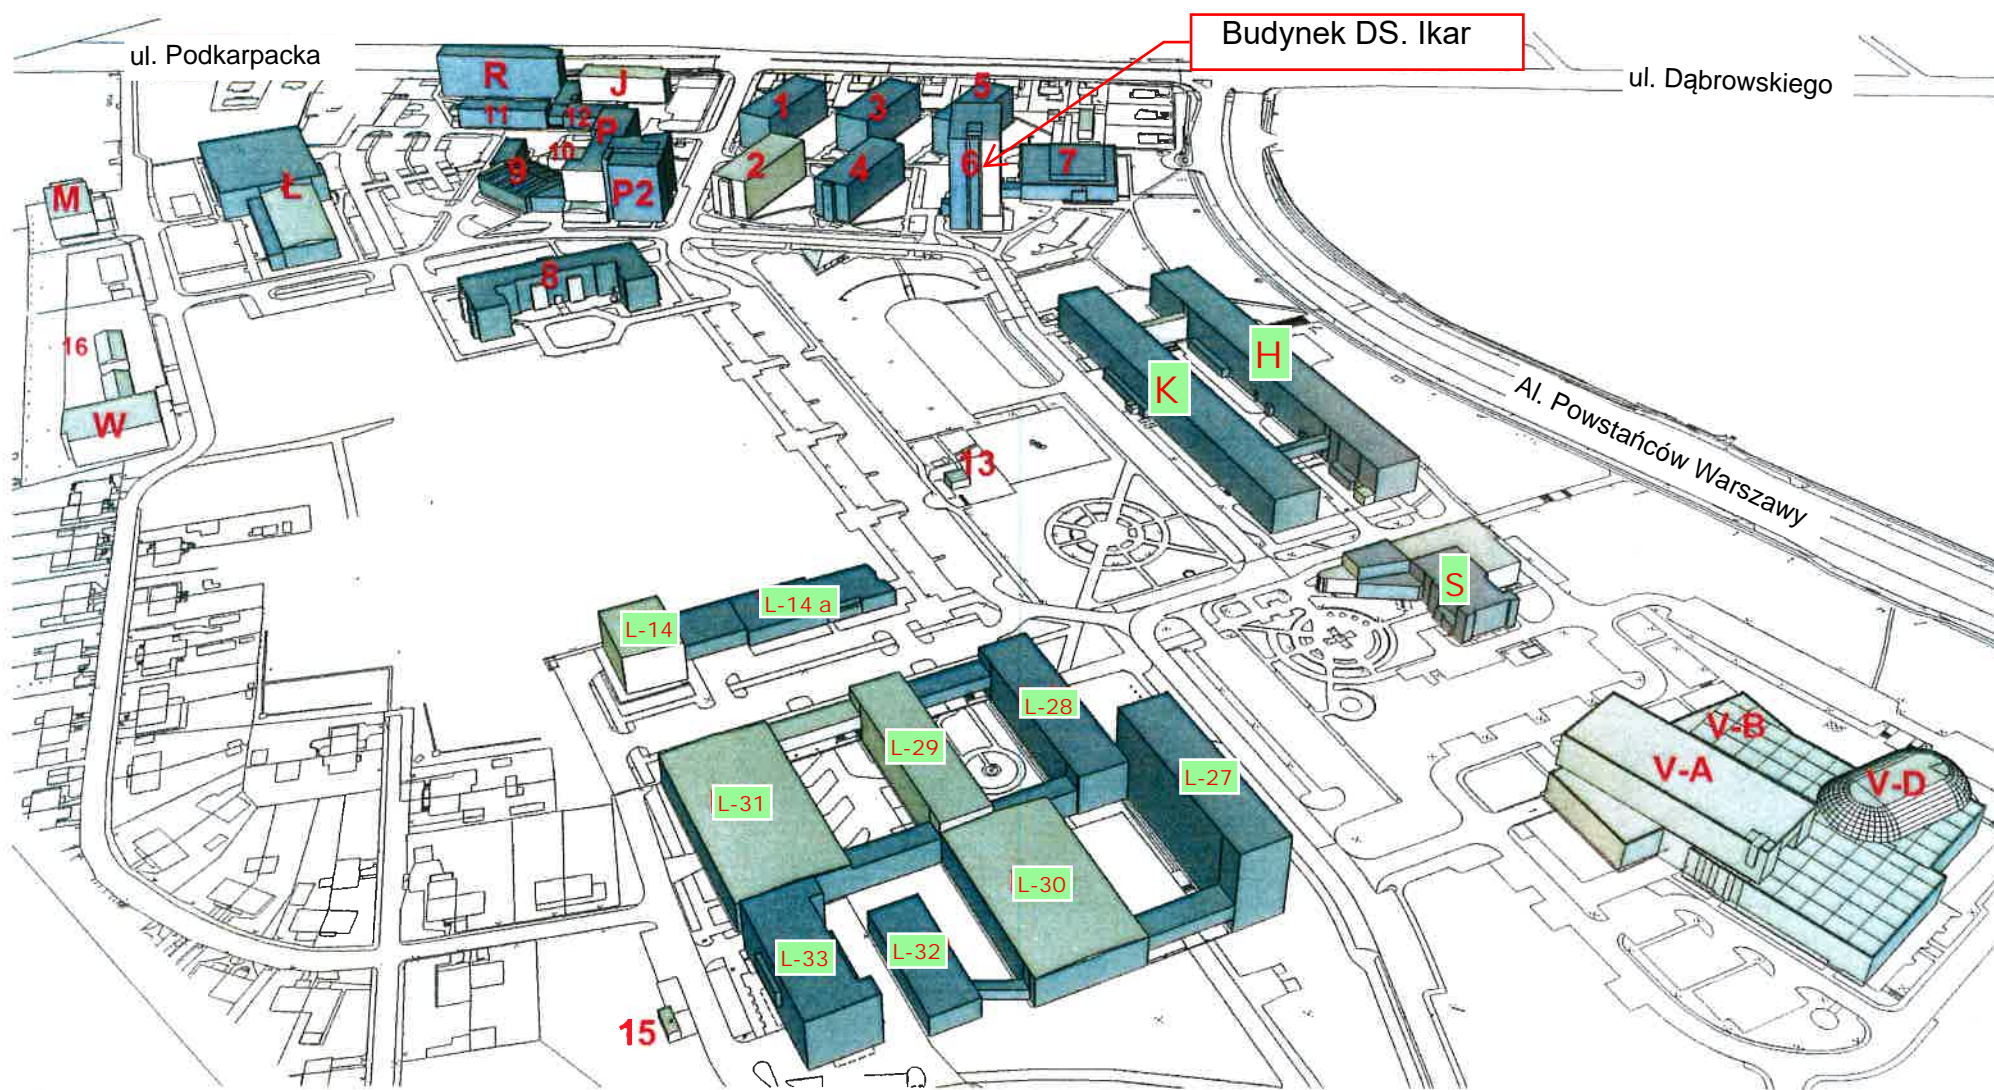 Budynek DS. Ikar
ul. Podkarpacka
ul. Dąbrowskiego
R
J
1
3
5
11
12
P
10
9
P2
2
4
6
7
M
Ł
8
16
W
H
K
Al. Powstańców Warszawy
13
S
L-14
L-14 a
L-28
L-29
L-27
L-31
L-30
L-33
L-32
V-B
V-A
V-D
15